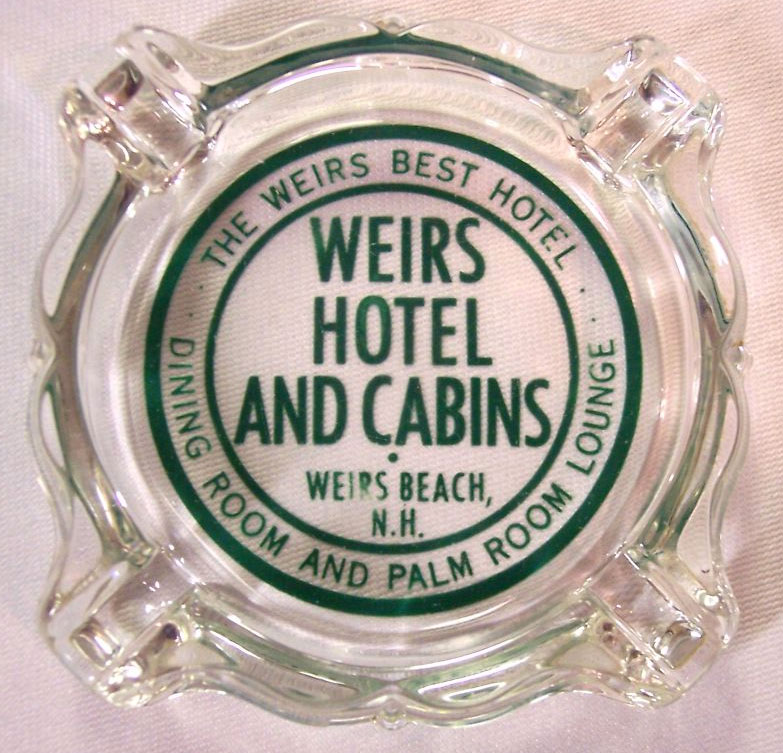 THE WEIRS BEST HOTEL
WEIRS
HOTEL
AND CABINS
WEIRS BEACH,
N.H.
DINING ROOM AND PALM ROOM LOUNGE